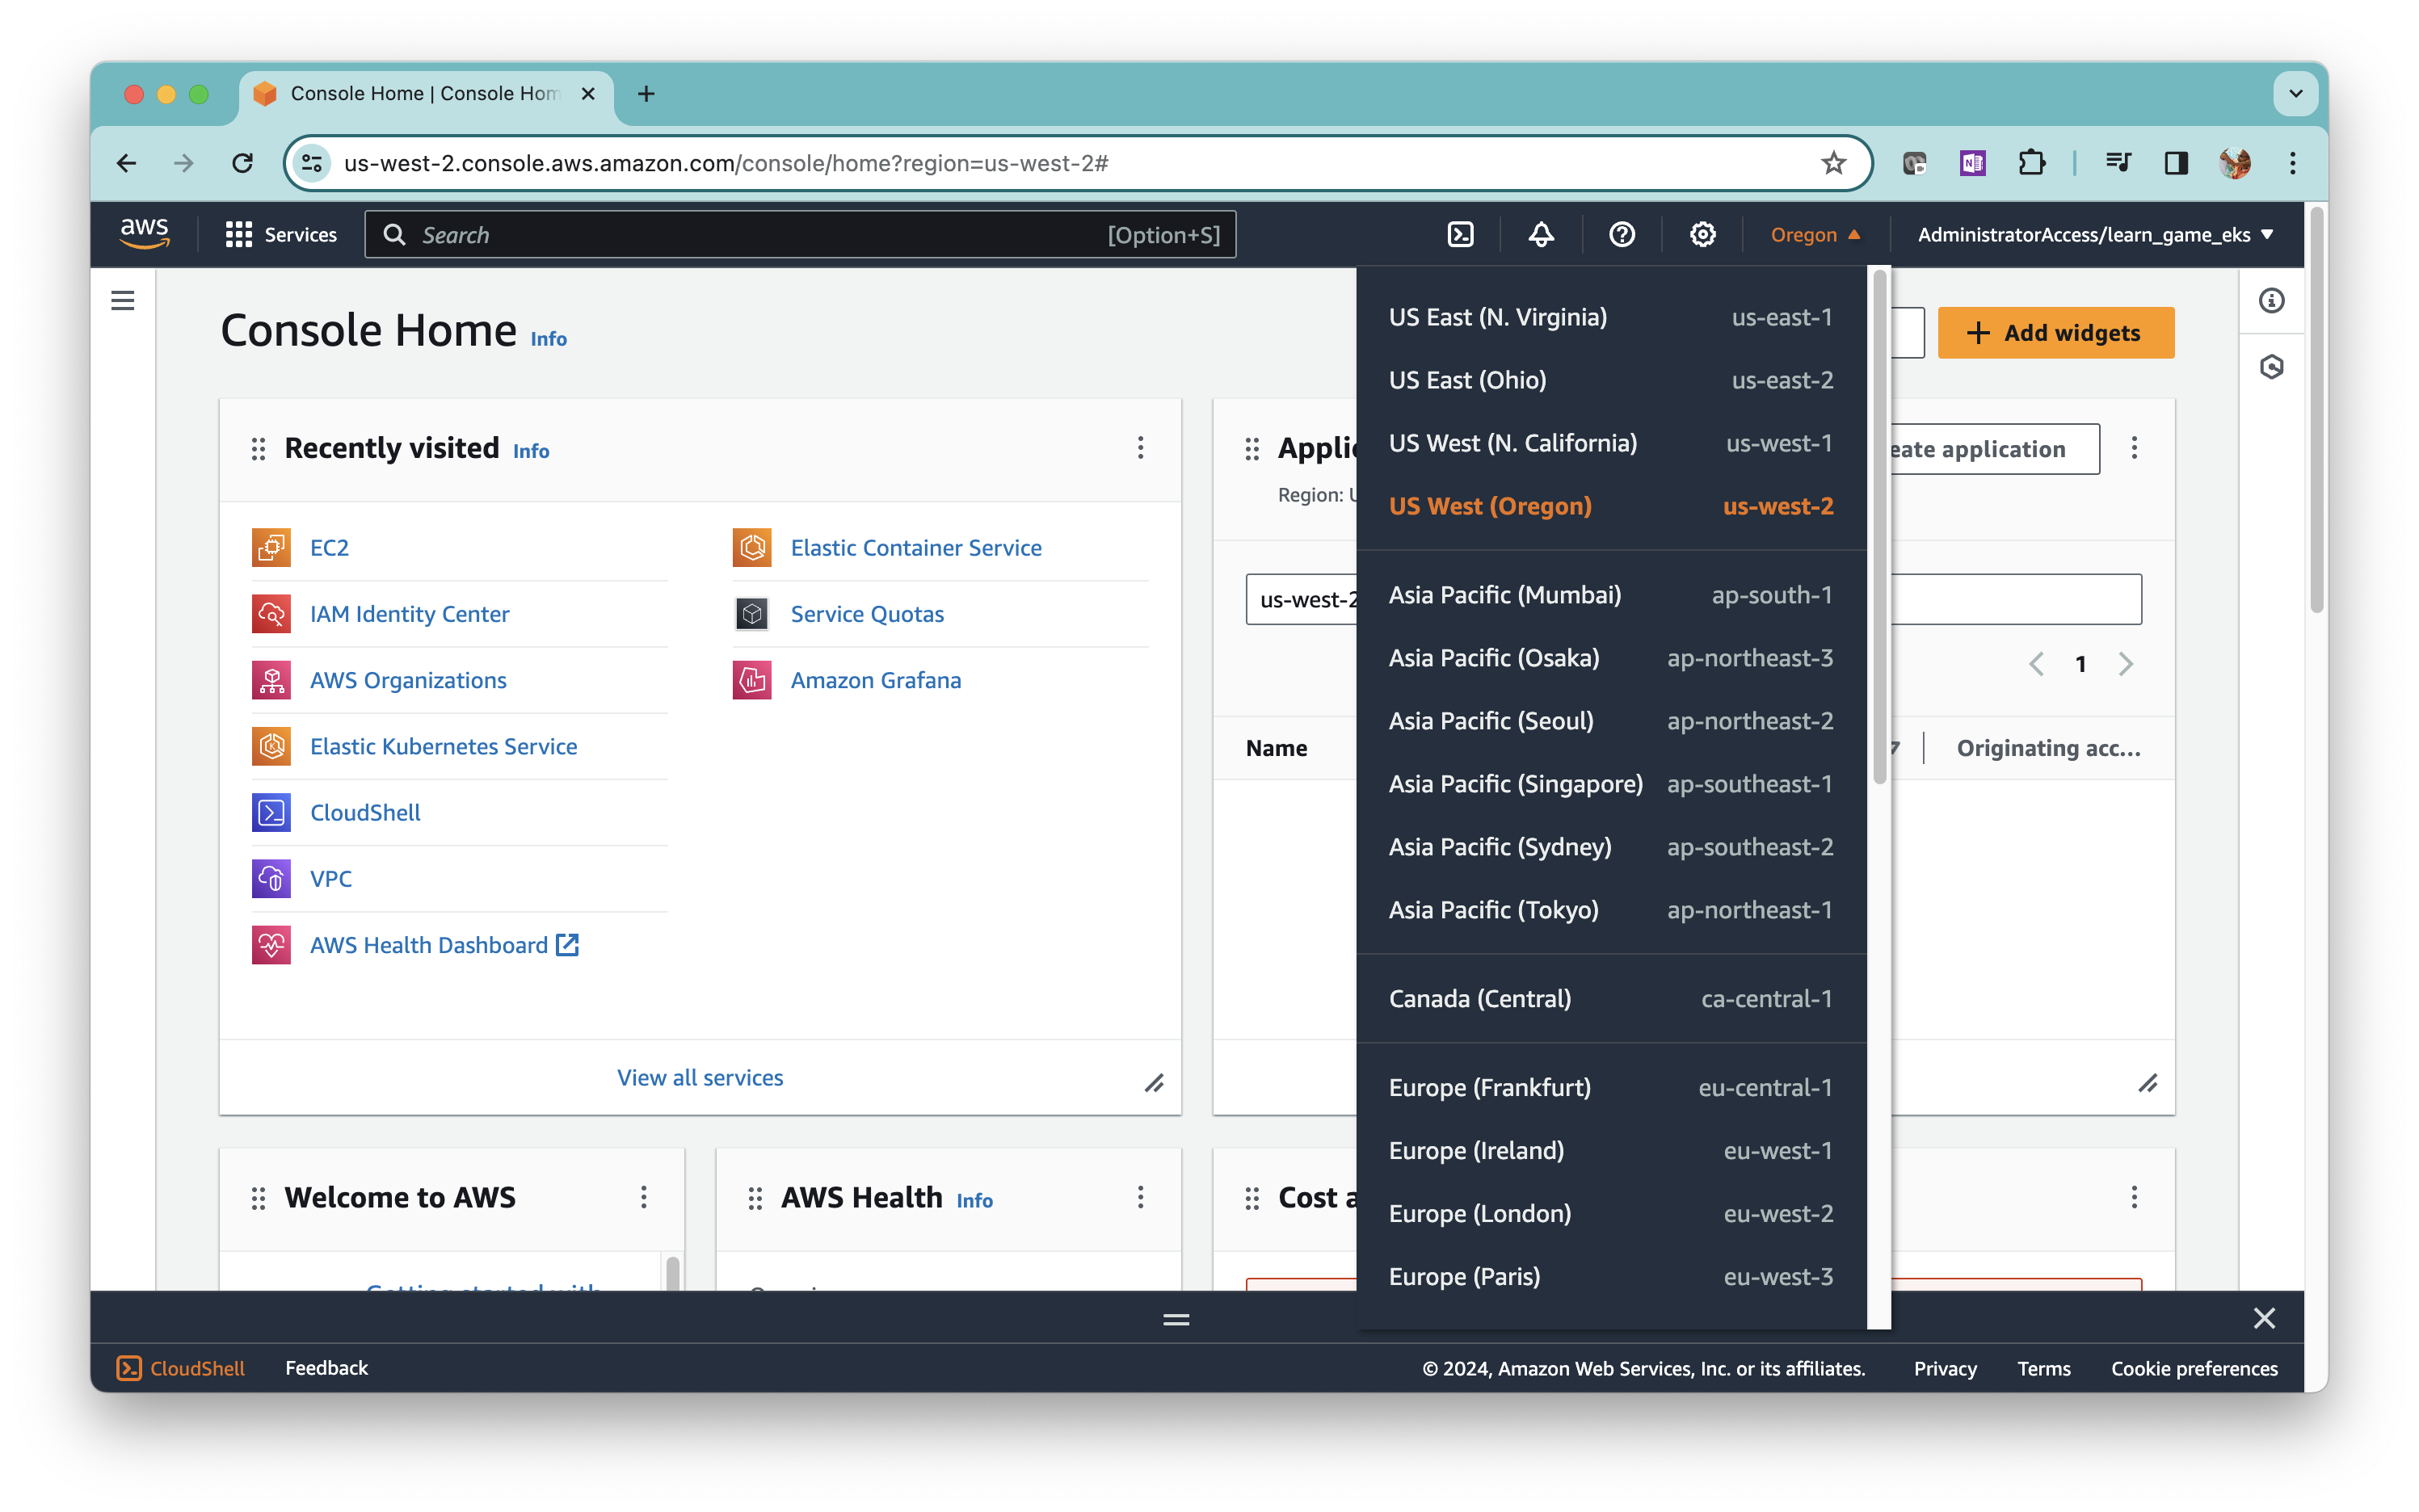 Console Home | Console Hom
us-west-2.console.aws.amazon.com/console/home?region=us-west-2#
aws
Services
Search
[Option+S]
Oregon
AdministratorAccess/learn_game_eks
Console Home Info
Add widgets
Recently visited Info
EC2
IAM Identity Center
AWS Organizations
Elastic Kubernetes Service
CloudShell
VPC
AWS Health Dashboard
Elastic Container Service
Service Quotas
Amazon Grafana
View all services
Region:
eate application
us-west-2
1
Name
Originating acc...
US East (N. Virginia) us-east-1
US East (Ohio) us-east-2
US West (N. California) us-west-1
US West (Oregon) us-west-2
Asia Pacific (Mumbai) ap-south-1
Asia Pacific (Osaka) ap-northeast-3
Asia Pacific (Seoul) ap-northeast-2
Asia Pacific (Singapore) ap-southeast-1
Asia Pacific (Sydney) ap-southeast-2
Asia Pacific (Tokyo) ap-northeast-1
Canada (Central) ca-central-1
Europe (Frankfurt) eu-central-1
Europe (Ireland) eu-west-1
Europe (London) eu-west-2
Europe (Paris) eu-west-3
Welcome to AWS
Getting started with
AWS Health Info
Cost a
CloudShell
Feedback
© 2024, Amazon Web Services, Inc. or its affiliates.
Privacy
Terms
Cookie preferences